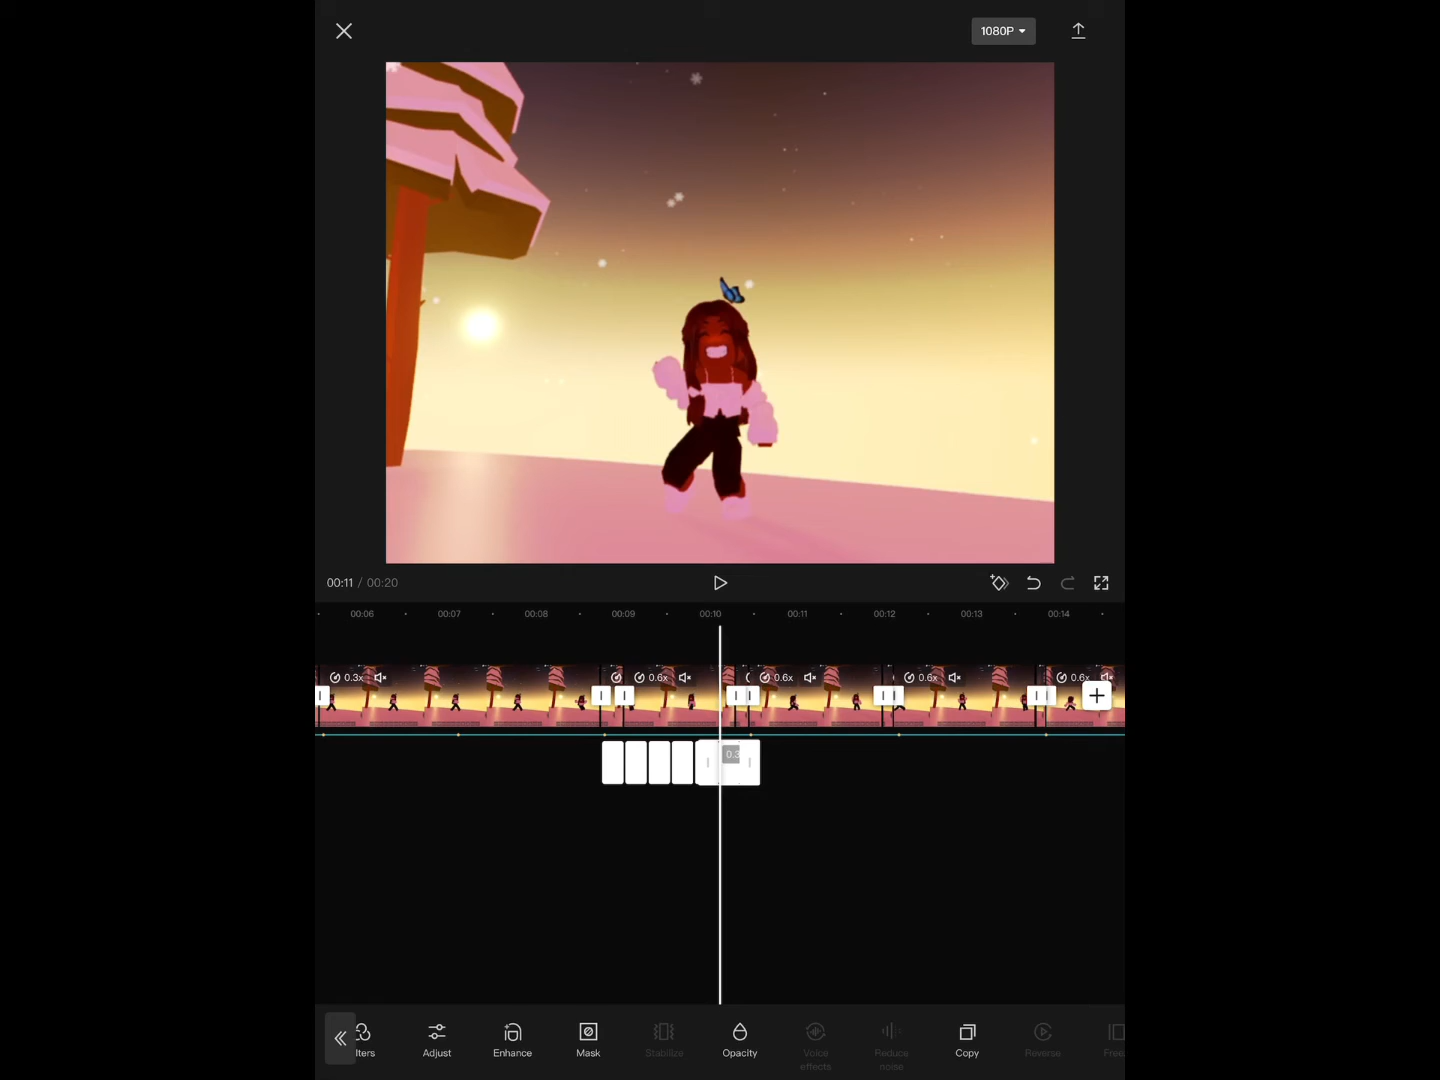 1080P
00:11 / 00:20
00:06 00:07 00:08 00:09 00:10 00:11 00:12 00:13 00:14
0.3x 0.6x 0.6x 0.6x 0.6x
0.3
lters Adjust Enhance Mask Stabilize Opacity Voice effects Reduce noise Copy Reverse Free